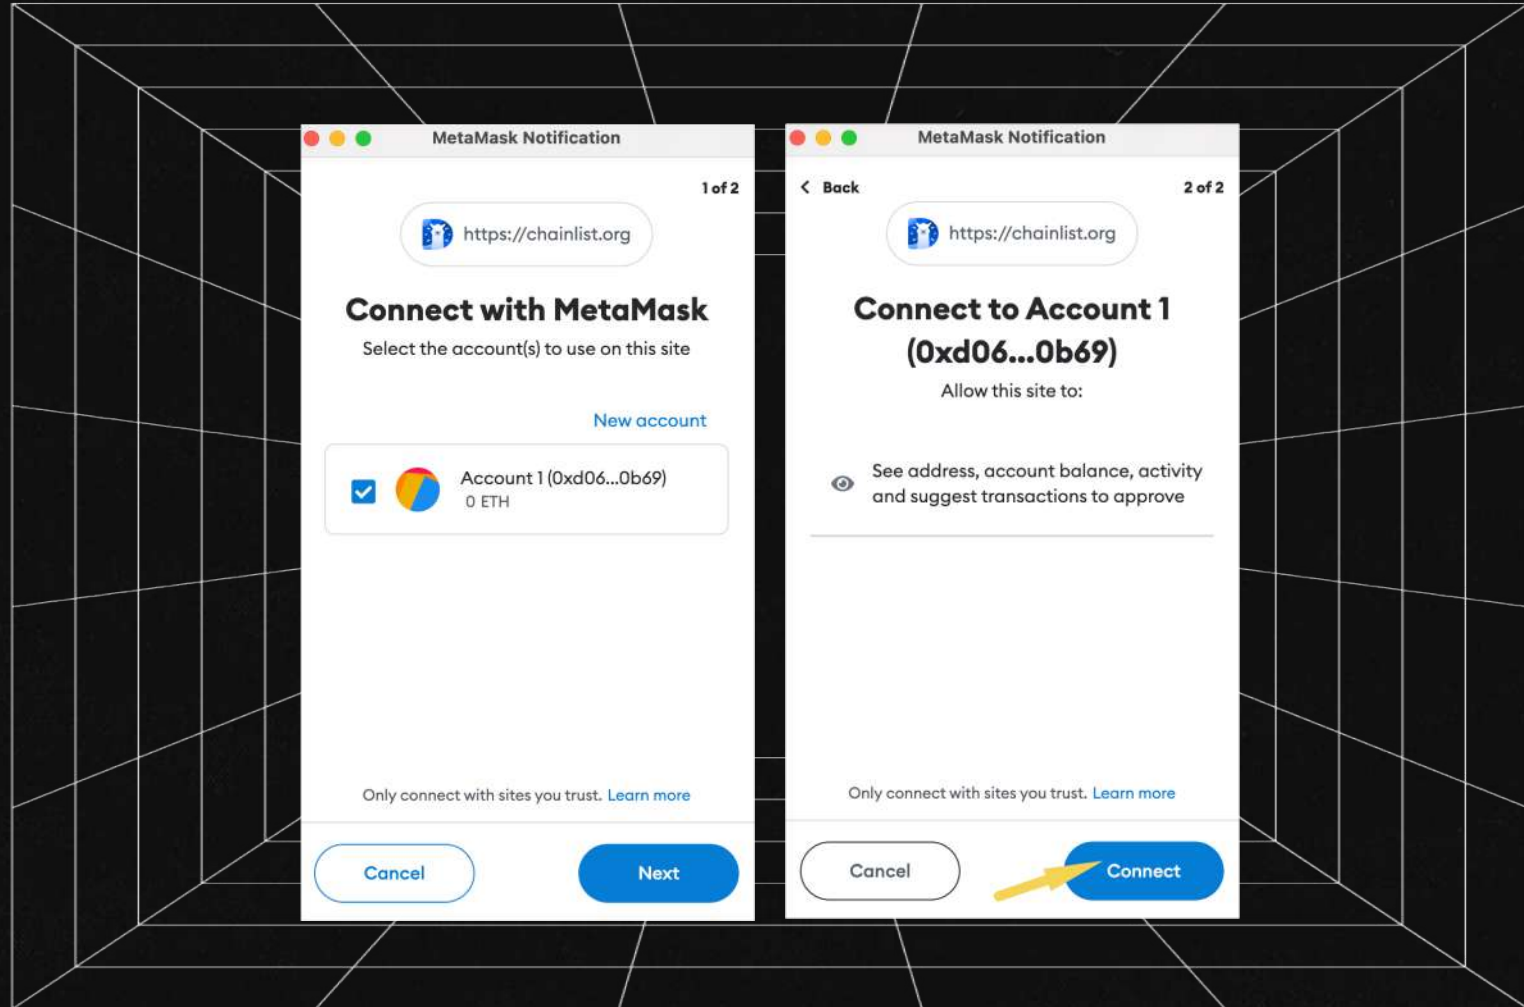 MetaMask Notification
1 of 2
https://chainlist.org
Connect with MetaMask
Select the account(s) to use on this site
New account
Account 1 (0xd06...0b69)
0 ETH
Only connect with sites you trust. Learn more
Cancel
Next
MetaMask Notification
< Back
2 of 2
https://chainlist.org
Connect to Account 1
(0xd06...0b69)
Allow this site to:
See address, account balance, activity
and suggest transactions to approve
Only connect with sites you trust. Learn more
Cancel
Connect